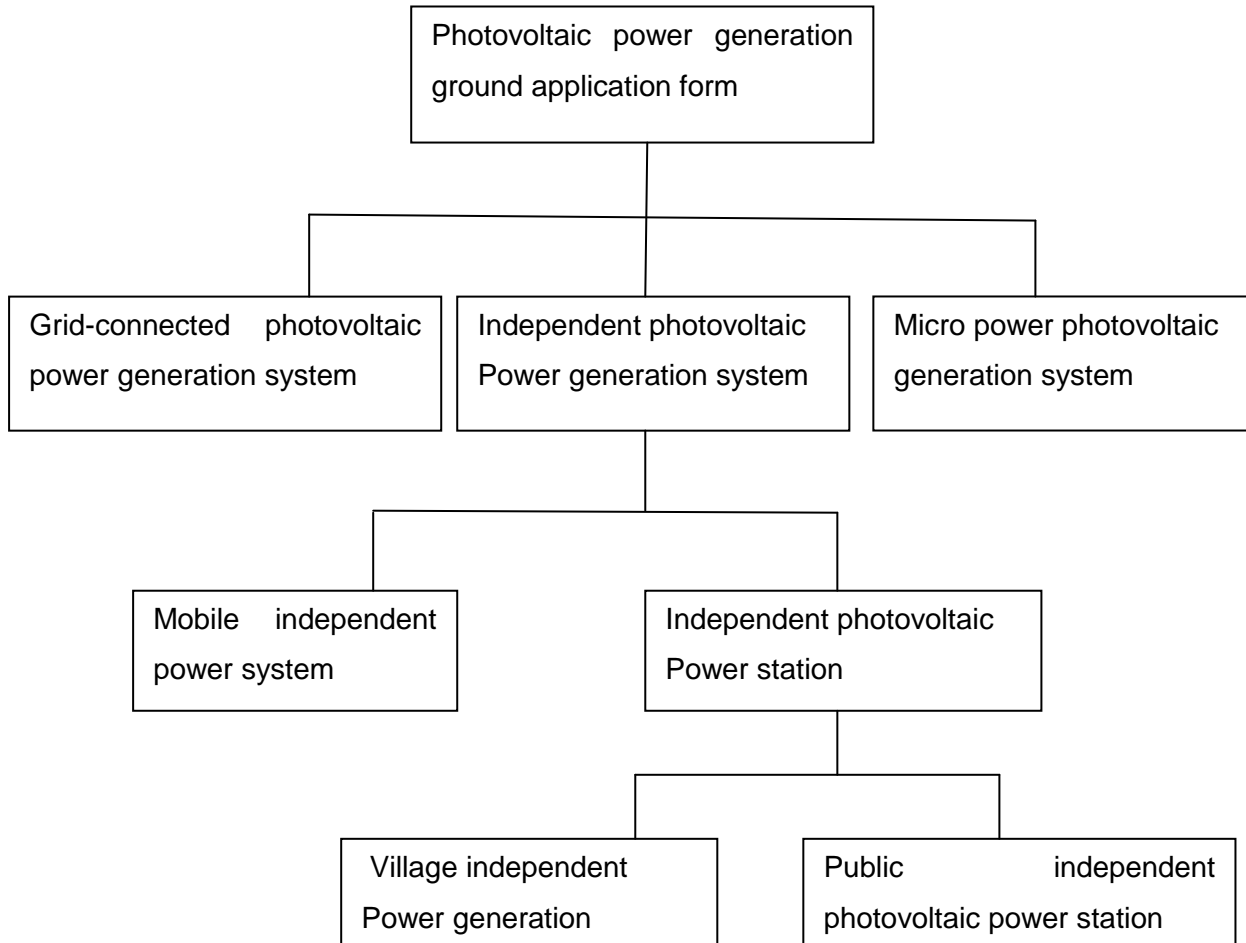 Photovoltaic power generation
ground application form
Grid-connected photovoltaic
power generation system
Independent photovoltaic
Power generation system
Micro power photovoltaic
generation system
Mobile independent
power system
Independent photovoltaic
Power station
Village independent
Power generation
Public independent
photovoltaic power station